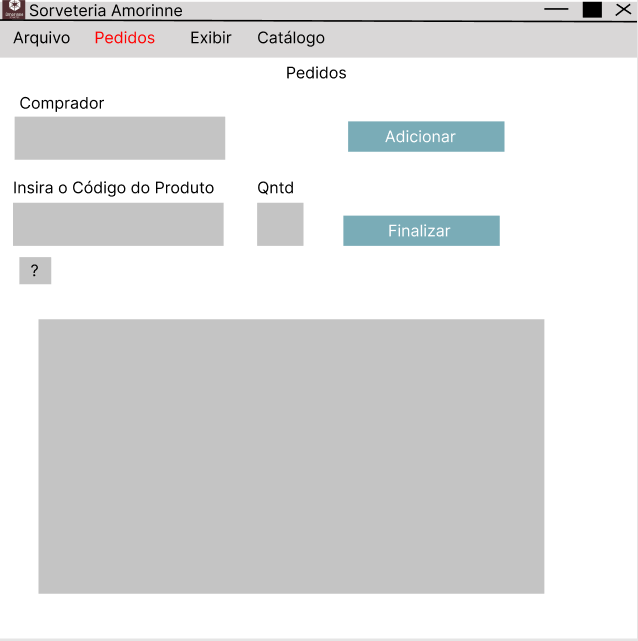 Sorveteria Amorinne
Arquivo Pedidos Exibir Catálogo
Pedidos
Comprador
Adicionar
Insira o Código do Produto Qntd
Finalizar
?